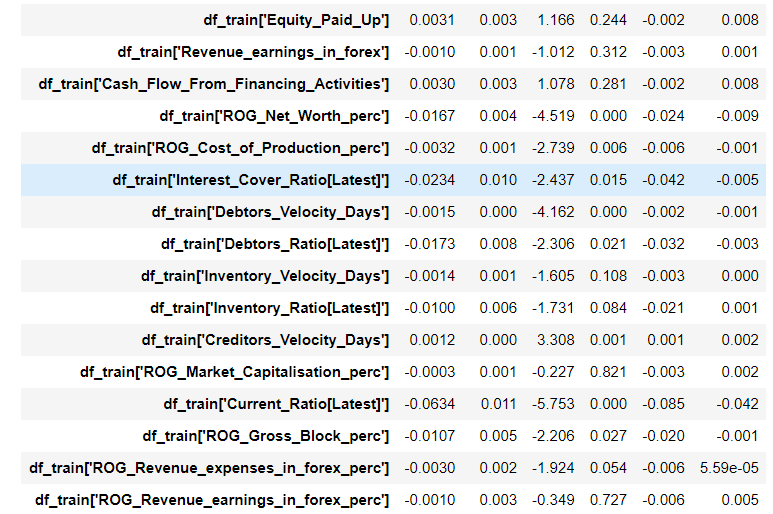 df_train['Equity_Paid_Up'] 0.0031 0.003 1.166 0.244 -0.002 0.008
df_train['Revenue_earnings_in_forex'] -0.0010 0.001 -1.012 0.312 -0.003 0.001
df_train['Cash_Flow_From_Financing_Activities'] 0.0030 0.003 1.078 0.281 -0.002 0.008
df_train['ROG_Net_Worth_perc'] -0.0167 0.004 -4.519 0.000 -0.024 -0.009
df_train['ROG_Cost_of_Production_perc'] -0.0032 0.001 -2.739 0.006 -0.006 -0.001
df_train['Interest_Cover_Ratio[Latest]'] -0.0234 0.010 -2.437 0.015 -0.042 -0.005
df_train['Debtors_Velocity_Days'] -0.0015 0.000 -4.162 0.000 -0.002 -0.001
df_train['Debtors_Ratio[Latest]'] -0.0173 0.008 -2.306 0.021 -0.032 -0.003
df_train['Inventory_Velocity_Days'] -0.0014 0.001 -1.605 0.108 -0.003 0.000
df_train['Inventory_Ratio[Latest]'] -0.0100 0.006 -1.731 0.084 -0.021 0.001
df_train['Creditors_Velocity_Days'] 0.0012 0.000 3.308 0.001 0.001 0.002
df_train['ROG_Market_Capitalisation_perc'] -0.0003 0.001 -0.227 0.821 -0.003 0.002
df_train['Current_Ratio[Latest]'] -0.0634 0.011 -5.753 0.000 -0.085 -0.042
df_train['ROG_Gross_Block_perc'] -0.0107 0.005 -2.206 0.027 -0.020 -0.001
df_train['ROG_Revenue_expenses_in_forex_perc'] -0.0030 0.002 -1.924 0.054 -0.006 5.59e-05
df_train['ROG_Revenue_earnings_in_forex_perc'] -0.0010 0.003 -0.349 0.727 -0.006 0.005